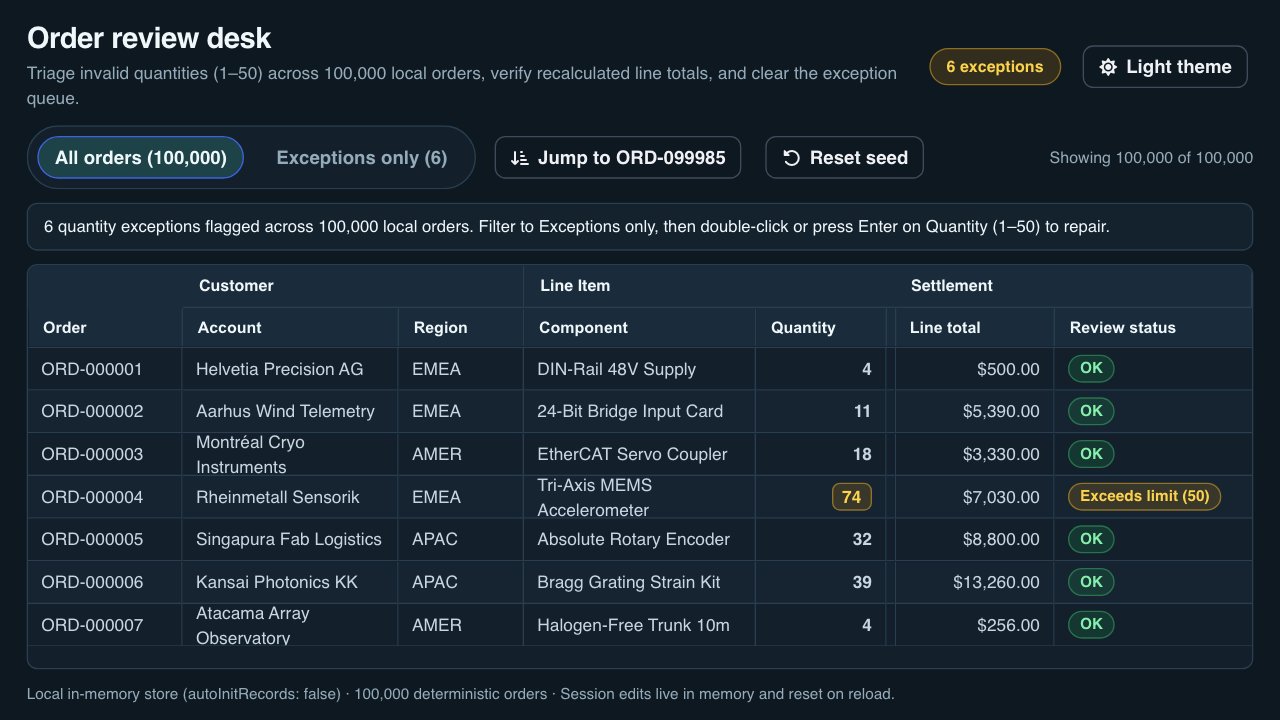 Order review desk
Triage invalid quantities (1–50) across 100,000 local orders, verify recalculated line totals, and clear the exception
queue.
6 exceptions
Light theme
All orders (100,000)
Exceptions only (6)
Jump to ORD-099985
Reset seed
Showing 100,000 of 100,000
6 quantity exceptions flagged across 100,000 local orders. Filter to Exceptions only, then double-click or press Enter on Quantity (1–50) to repair.
Customer
Line Item
Settlement
Order
Account
Region
Component
Quantity
Line total
Review status
ORD-000001
Helvetia Precision AG
EMEA
DIN-Rail 48V Supply
4
$500.00
OK
ORD-000002
Aarhus Wind Telemetry
EMEA
24-Bit Bridge Input Card
11
$5,390.00
OK
ORD-000003
Montréal Cryo
Instruments
AMER
EtherCAT Servo Coupler
18
$3,330.00
OK
ORD-000004
Rheinmetall Sensorik
EMEA
Tri-Axis MEMS
Accelerometer
74
$7,030.00
Exceeds limit (50)
ORD-000005
Singapura Fab Logistics
APAC
Absolute Rotary Encoder
32
$8,800.00
OK
ORD-000006
Kansai Photonics KK
APAC
Bragg Grating Strain Kit
39
$13,260.00
OK
ORD-000007
Atacama Array
Observatory
AMER
Halogen-Free Trunk 10m
4
$256.00
OK
Local in-memory store (autoInitRecords: false) · 100,000 deterministic orders · Session edits live in memory and reset on reload.